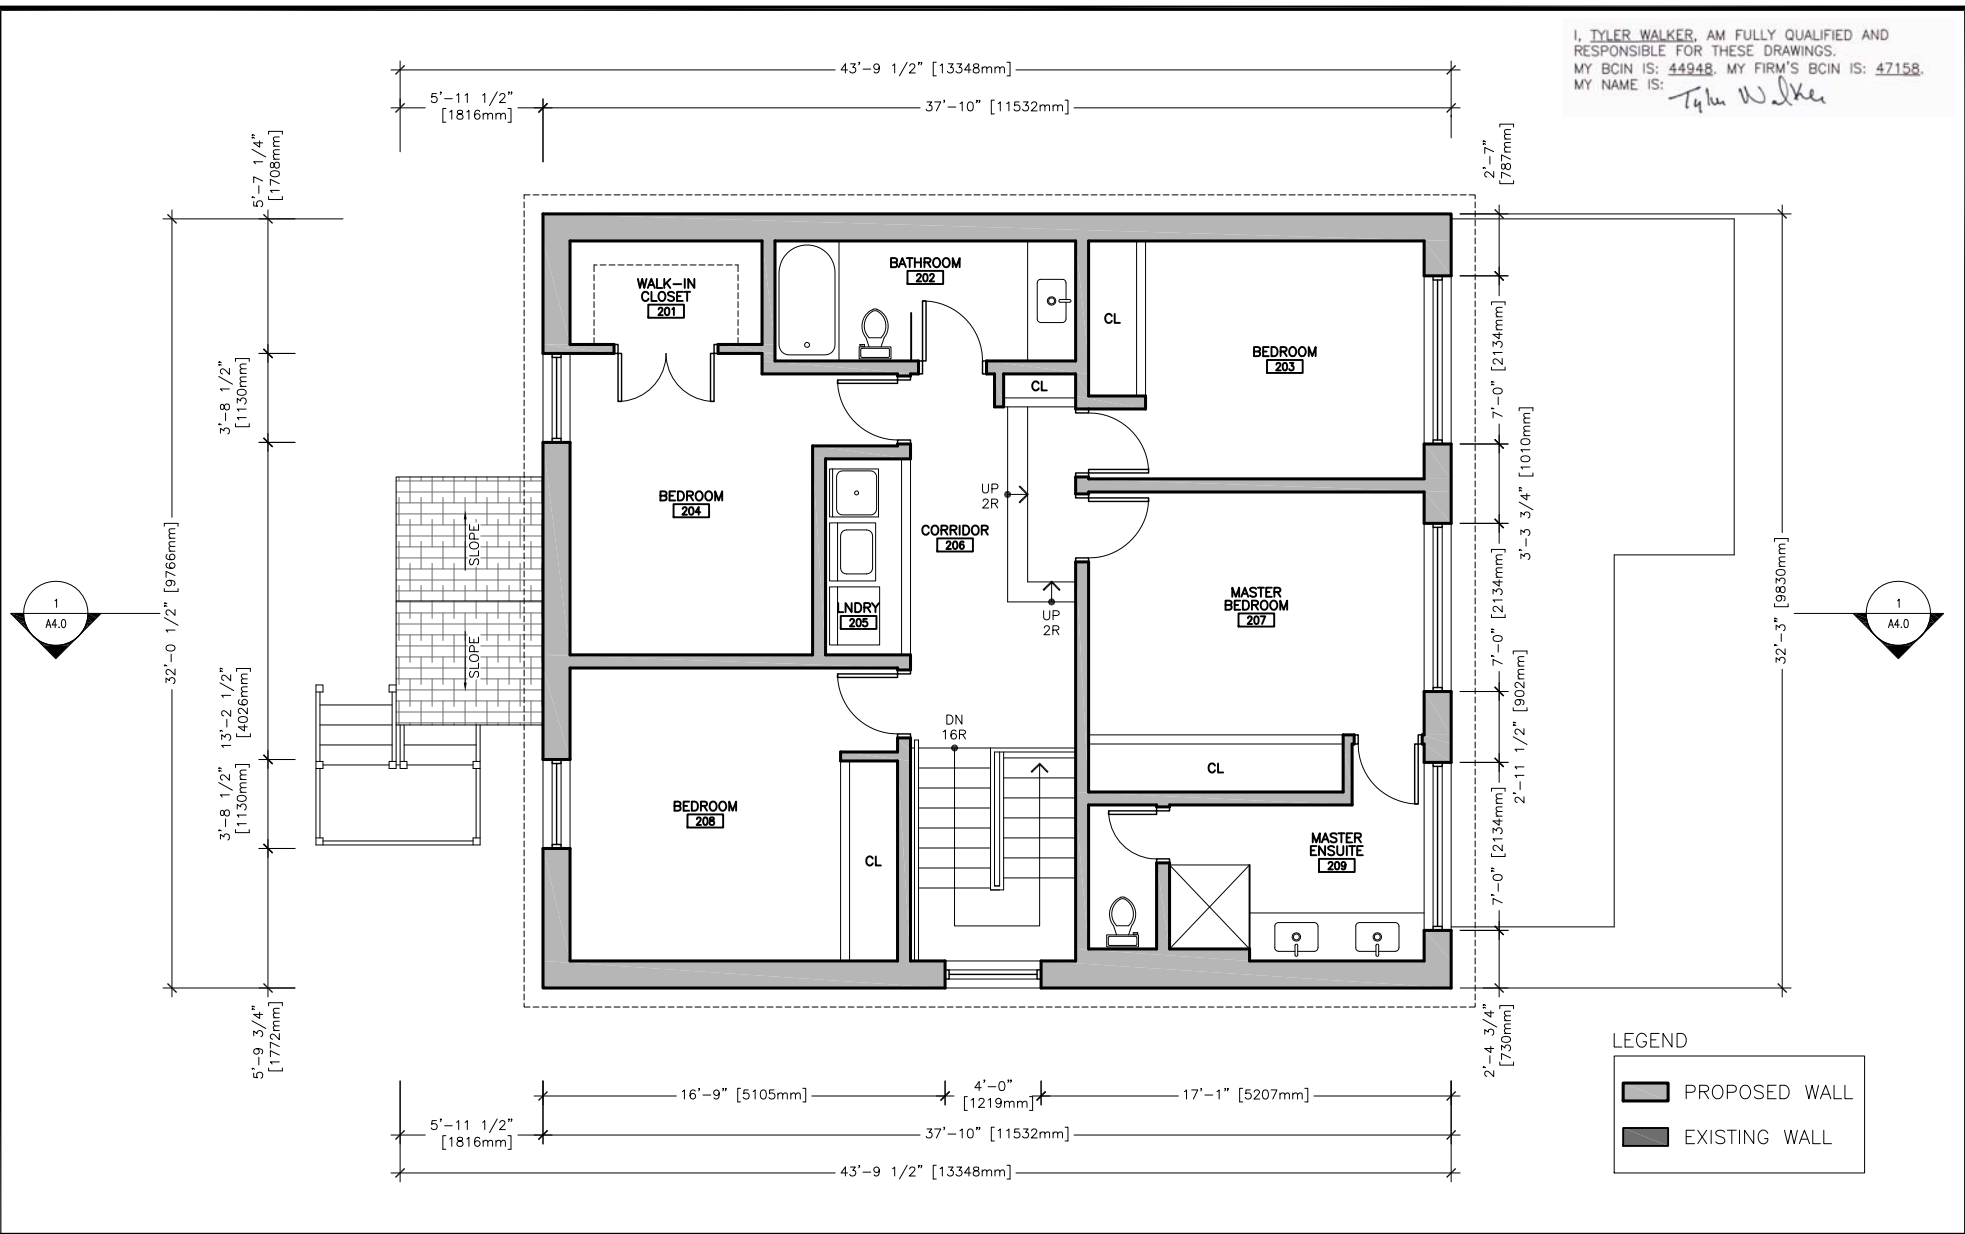 I, TYLER WALKER, AM FULLY QUALIFIED AND
RESPONSIBLE FOR THESE DRAWINGS.
MY BCIN IS: 44948. MY FIRM'S BCIN IS: 47158.
MY NAME IS:
Tyler Walker
43'-9 1/2" [13348mm]
5'-11 1/2"
[1816mm]
37'-10" [11532mm]
5'-7 1/4"
[1708mm]
2'-7"
[787mm]
WALK-IN
CLOSET
201
BATHROOM
202
CL
BEDROOM
203
CL
7'-0" [2134mm]
3'-8 1/2"
[1130mm]
3'-3 3/4" [1010mm]
BEDROOM
204
UP
2R
CORRIDOR
206
SLOPE
32'-0 1/2" [9766mm]
1
A4.0
LNDRY
205
UP
2R
MASTER
BEDROOM
207
7'-0" [2134mm]
32'-3" [9830mm]
1
A4.0
SLOPE
13'-2 1/2"
[4026mm]
2'-11 1/2" [902mm]
DN
16R
CL
3'-8 1/2"
[1130mm]
BEDROOM
208
CL
MASTER
ENSUITE
209
7'-0" [2134mm]
5'-9 3/4"
[1772mm]
2'-4 3/4"
[730mm]
16'-9" [5105mm]
4'-0"
[1219mm]
17'-1" [5207mm]
5'-11 1/2"
[1816mm]
37'-10" [11532mm]
43'-9 1/2" [13348mm]
LEGEND
PROPOSED WALL
EXISTING WALL